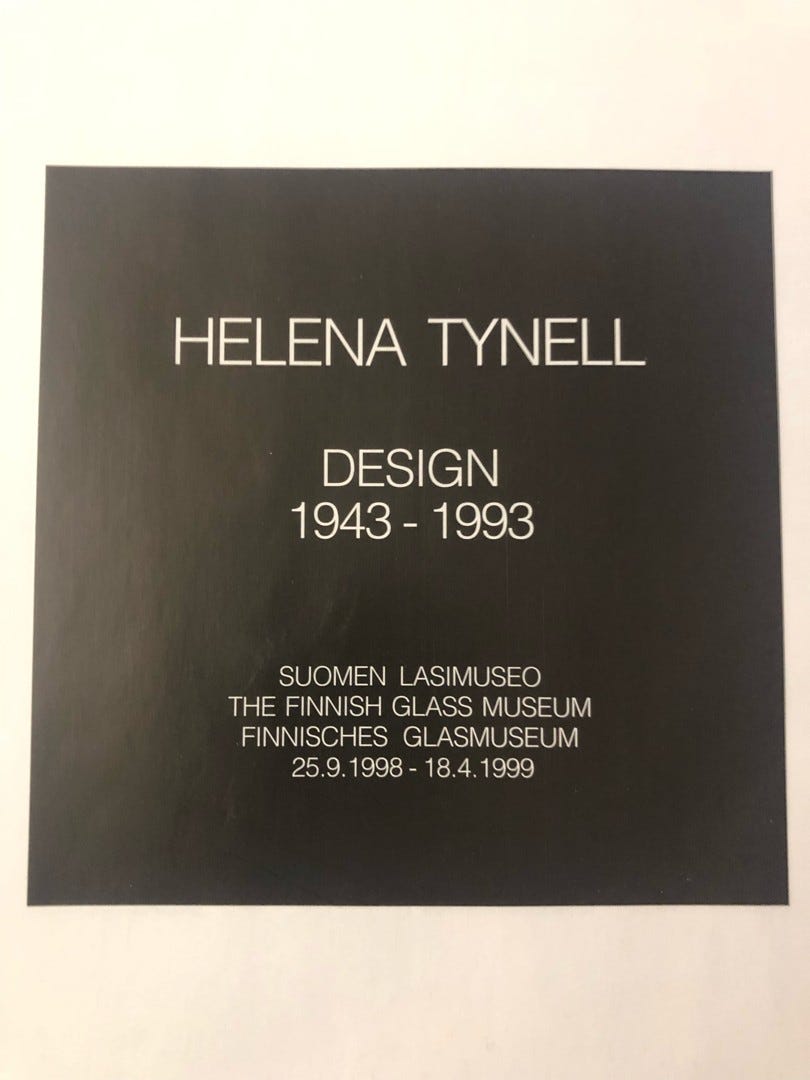 HELENA TYNELL
DESIGN
1943 - 1993
SUOMEN LASIMUSEO
THE FINNISH GLASS MUSEUM
FINNISCHES GLASMUSEUM
25.9.1998 - 18.4.1999